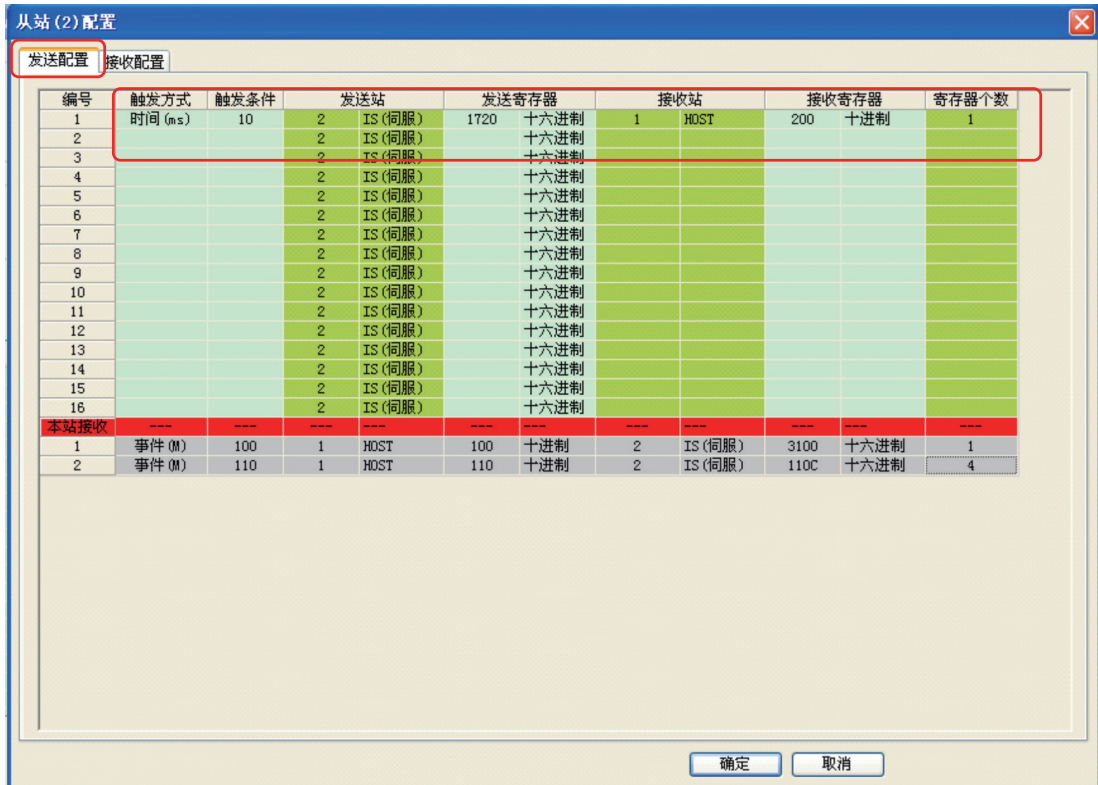 从站(2)配置
发送配置 接收配置
编号 触发方式 触发条件 发送站 发送寄存器 接收站 接收寄存器 寄存器个数
1 时间(ms) 10 2 IS(伺服) 1720 十六进制 1 HOST 200 十进制 1
2 2 IS(伺服) 十六进制
3 2 IS(伺服) 十六进制
4 2 IS(伺服) 十六进制
5 2 IS(伺服) 十六进制
6 2 IS(伺服) 十六进制
7 2 IS(伺服) 十六进制
8 2 IS(伺服) 十六进制
9 2 IS(伺服) 十六进制
10 2 IS(伺服) 十六进制
11 2 IS(伺服) 十六进制
12 2 IS(伺服) 十六进制
13 2 IS(伺服) 十六进制
14 2 IS(伺服) 十六进制
15 2 IS(伺服) 十六进制
16 2 IS(伺服) 十六进制
本站接收 --- --- --- --- --- --- --- --- --- --- ---
1 事件(M) 100 1 HOST 100 十进制 2 IS(伺服) 3100 十六进制 1
2 事件(M) 110 1 HOST 110 十进制 2 IS(伺服) 110C 十六进制 4
确定 取消